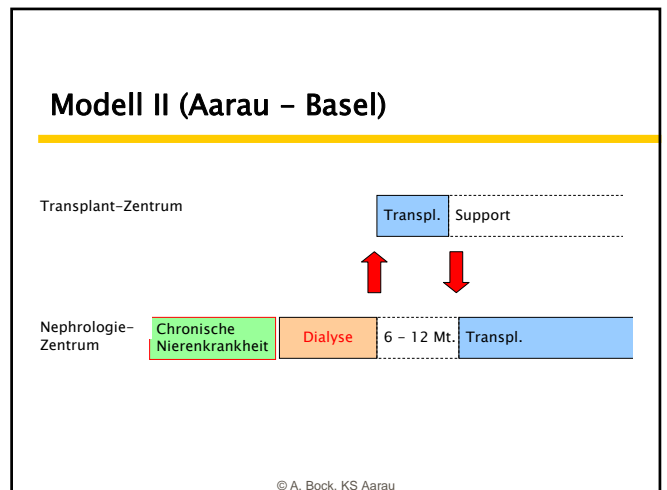 Modell II (Aarau – Basel)
Transplant-Zentrum
Transpl.
Support
Nephrologie-
Zentrum
Chronische
Nierenkrankheit
Dialyse
6 – 12 Mt.
Transpl.
© A. Bock, KS Aarau